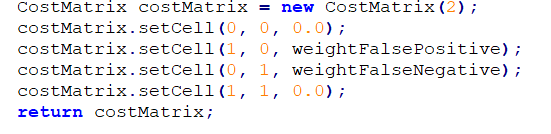 CostMatrix costMatrix = new CostMatrix(2);
costMatrix.setCell(0, 0, 0.0);
costMatrix.setCell(1, 0, weightFalsePositive);
costMatrix.setCell(0, 1, weightFalseNegative);
costMatrix.setCell(1, 1, 0.0);
return costMatrix;